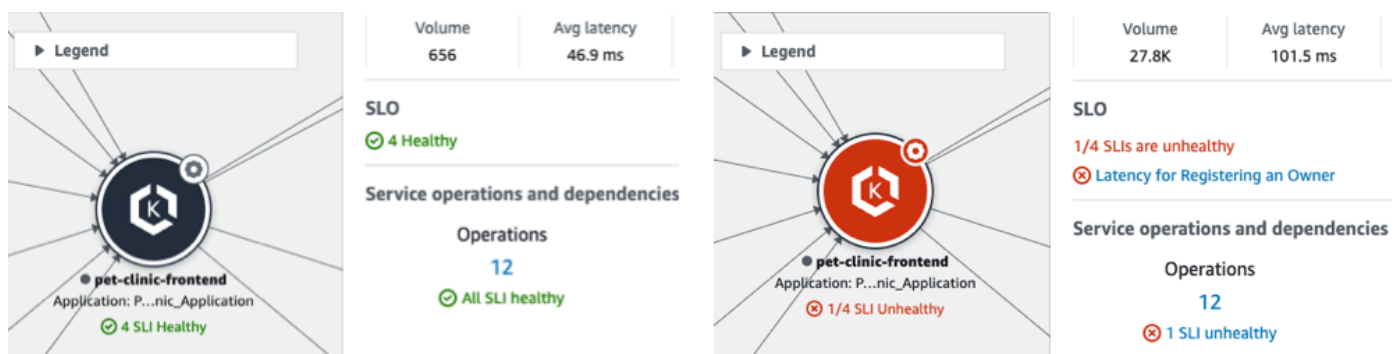 Legend
K
pet-clinic-frontend
Application: P...nic_Application
4 SLI Healthy
Volume
656
Avg latency
46.9 ms
SLO
4 Healthy
Service operations and dependencies
Operations
12
All SLI healthy
Legend
K
pet-clinic-frontend
Application: P...nic_Application
1/4 SLI Unhealthy
Volume
27.8K
Avg latency
101.5 ms
SLO
1/4 SLIs are unhealthy
Latency for Registering an Owner
Service operations and dependencies
Operations
12
1 SLI unhealthy